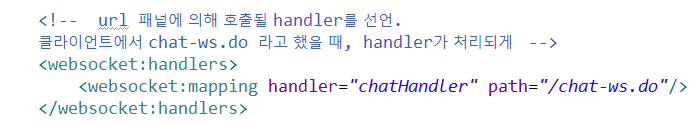 <!--  url 패널에 의해 호출될 handler를 선언.
클라이언트에서 chat-ws.do 라고 했을 때, handler가 처리되게  -->
<websocket:handlers>
    <websocket:mapping handler="chatHandler" path="/chat-ws.do"/>
</websocket:handlers>